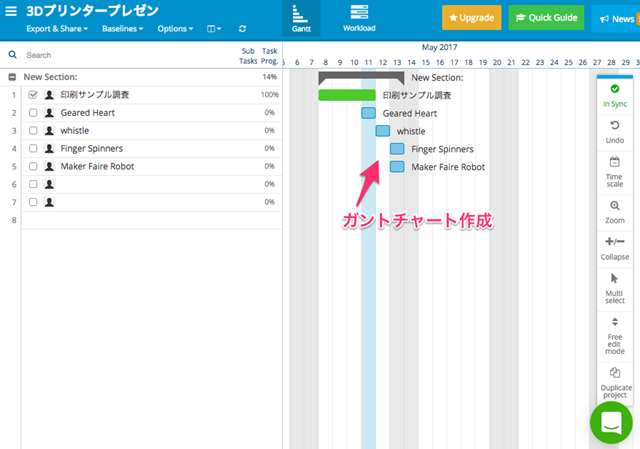 3Dプリンタープレゼン
Export & Share
Baselines
Options
Gantt
Workload
Upgrade
Quick Guide
News
Search
Sub Tasks
Task Prog.
May 2017
4 5 6 7 8 9 10 11 12 13 14 15 16 17 18 19 20 21 22 23 24 25 26 27 28 29 30 31
New Section: 14%
1 印刷サンプル調査 100%
2 Geared Heart 0%
3 whistle 0%
4 Finger Spinners 0%
5 Maker Faire Robot 0%
6 0%
7 0%
8
New Section:
印刷サンプル調査
Geared Heart
whistle
Finger Spinners
Maker Faire Robot
ガントチャート作成
In Sync
Undo
Time
scale
Zoom
Collapse
Multi
select
Free
edit
mode
Duplicate
project